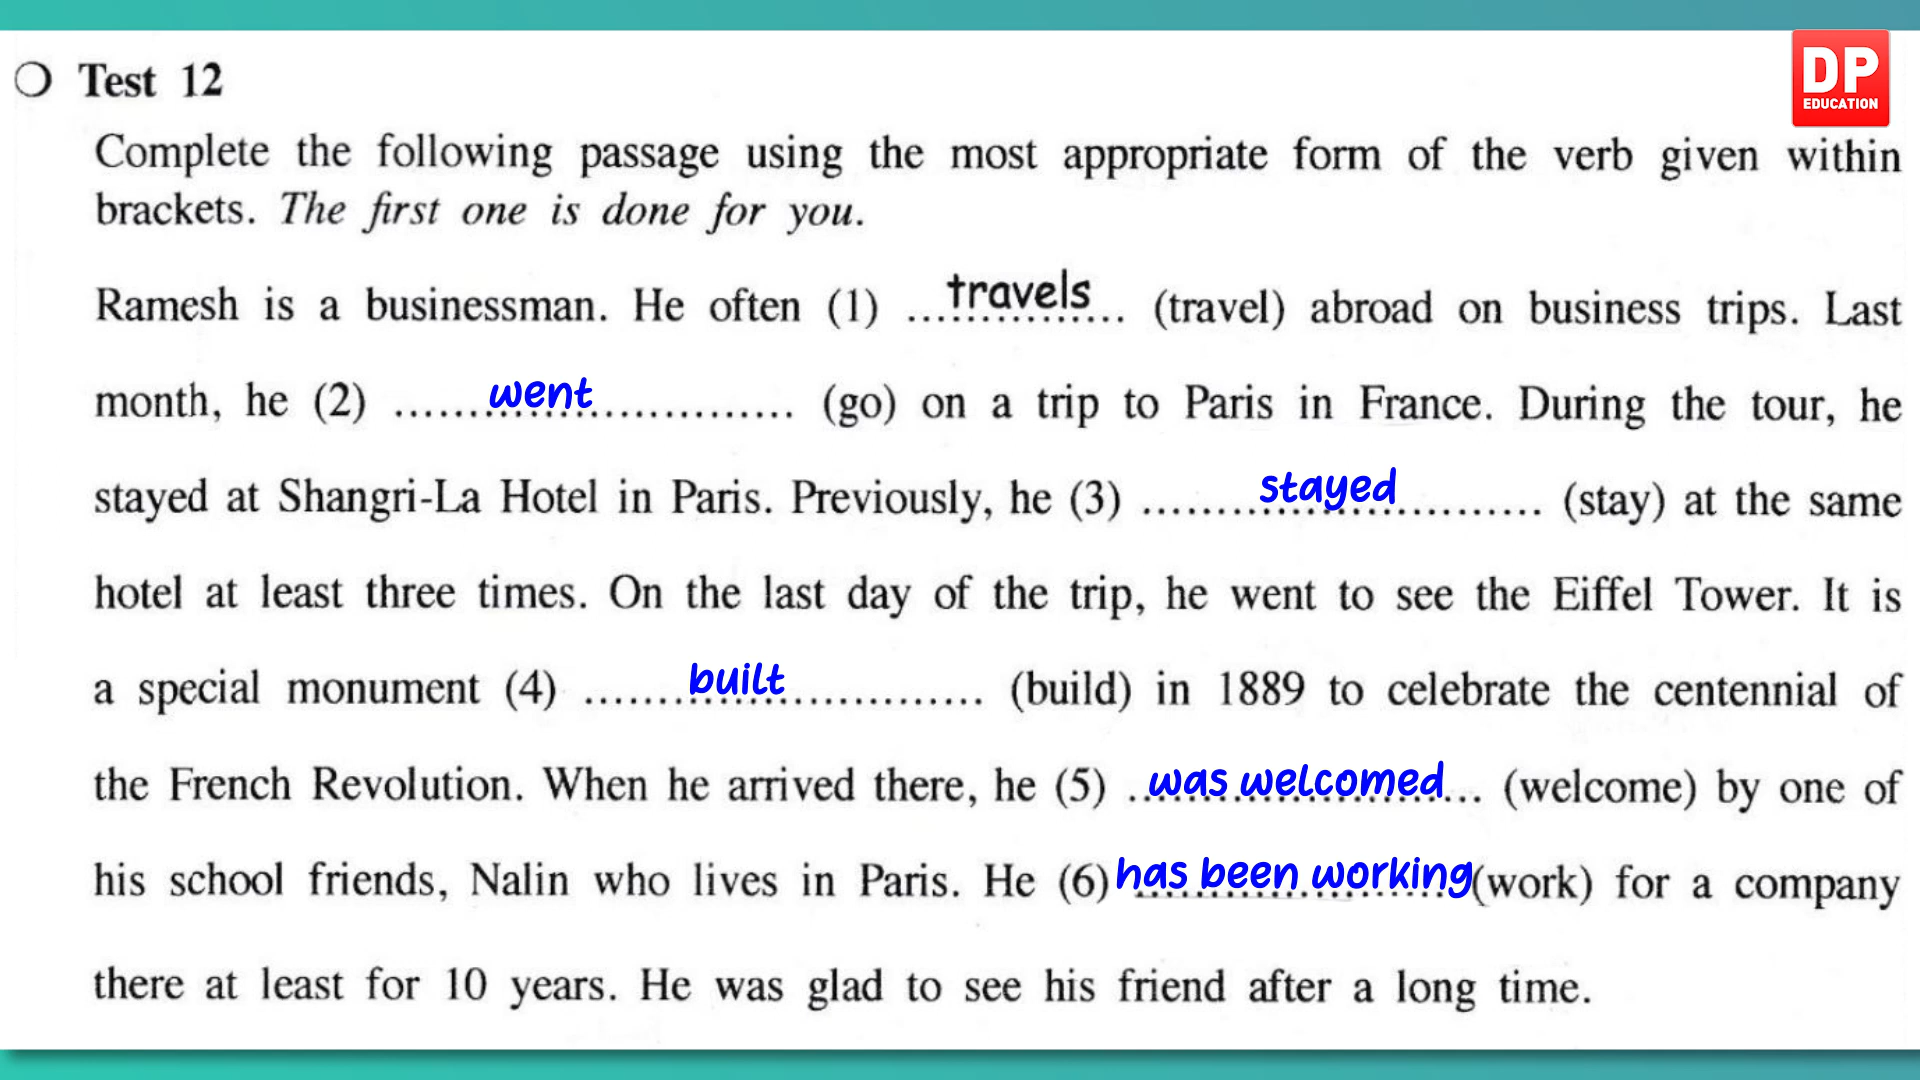 DP
EDUCATION
Test 12
Complete the following passage using the most appropriate form of the verb given within
brackets. The first one is done for you.
Ramesh is a businessman. He often (1) ...travels... (travel) abroad on business trips. Last
month, he (2) ...went... (go) on a trip to Paris in France. During the tour, he
stayed at Shangri-La Hotel in Paris. Previously, he (3) ...stayed... (stay) at the same
hotel at least three times. On the last day of the trip, he went to see the Eiffel Tower. It is
a special monument (4) ...built... (build) in 1889 to celebrate the centennial of
the French Revolution. When he arrived there, he (5) ...was welcomed... (welcome) by one of
his school friends, Nalin who lives in Paris. He (6) has been working (work) for a company
there at least for 10 years. He was glad to see his friend after a long time.